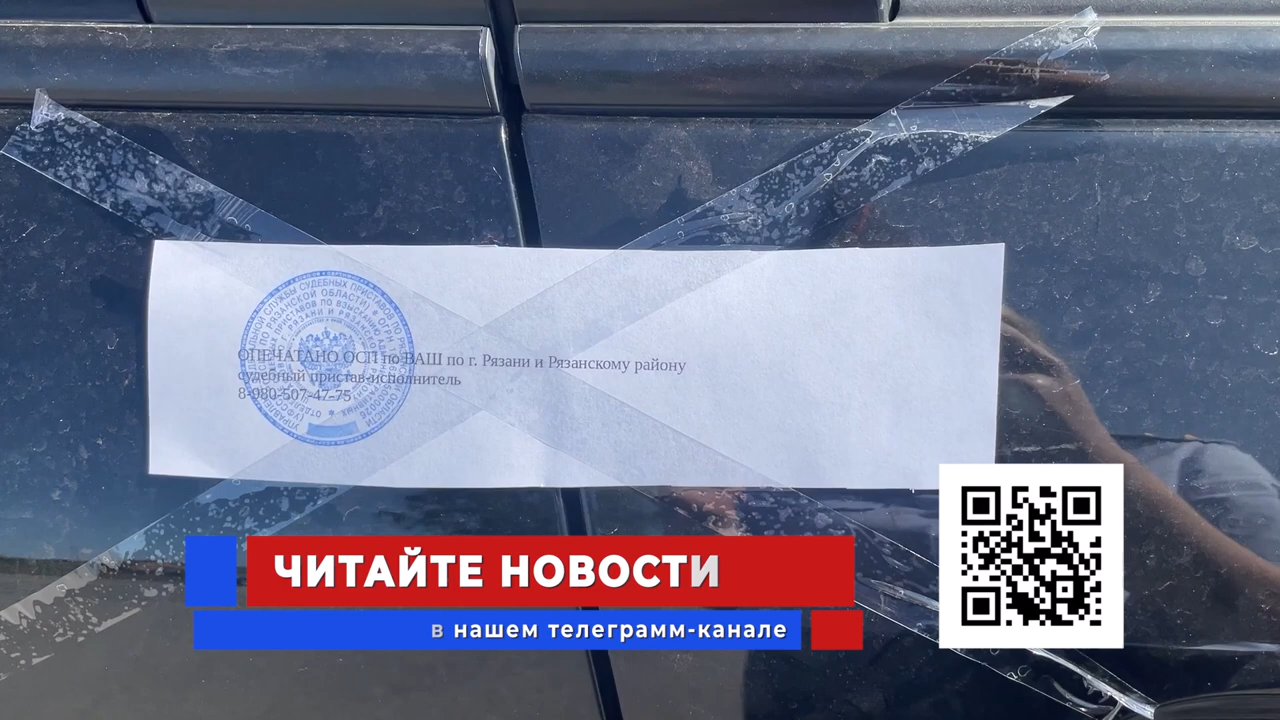 ОПЕЧАТАНО ОСП по ВАШ по г. Рязани и Рязанскому району
судебный пристав-исполнитель
8-980-507-47-75
ЧИТАЙТЕ НОВОСТИ
в нашем телеграмм-канале